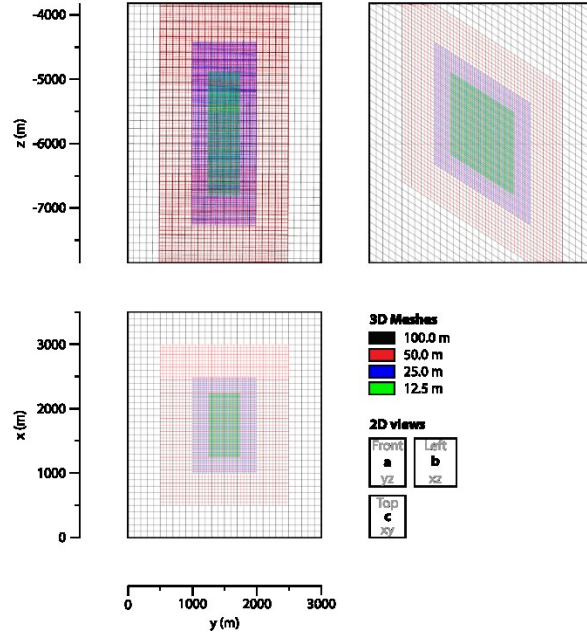 -4000
-5000
z (m)
-6000
-7000
3000
x (m)
2000
1000
0
3D Meshes
100.0 m
50.0 m
25.0 m
12.5 m
2D views
Front Left
a b
yz xz
Top
c
xy
0 1000 2000 3000
y (m)